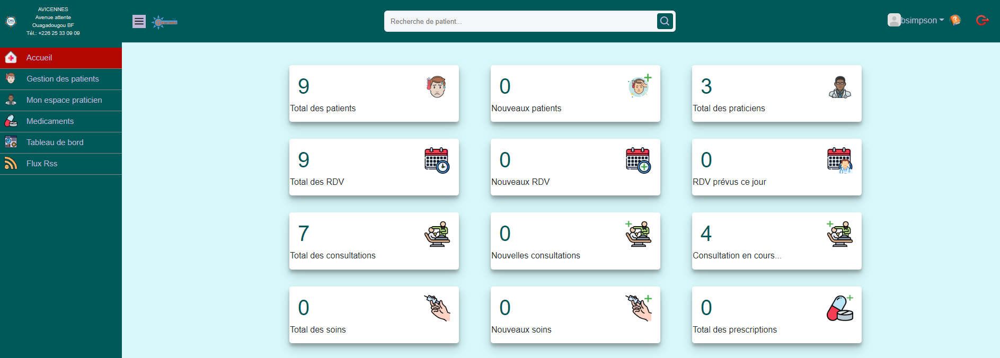 AVICENNES
Avenue attente
Ouagadougou BF
Tél.: +226 25 33 09 09
Recherche de patient...
bsimpson
Accueil
Gestion des patients
Mon espace praticien
Medicaments
Tableau de bord
Flux Rss
9
Total des patients
0
Nouveaux patients
3
Total des praticiens
9
Total des RDV
0
Nouveaux RDV
0
RDV prévus ce jour
7
Total des consultations
0
Nouvelles consultations
4
Consultation en cours...
0
Total des soins
0
Nouveaux soins
0
Total des prescriptions